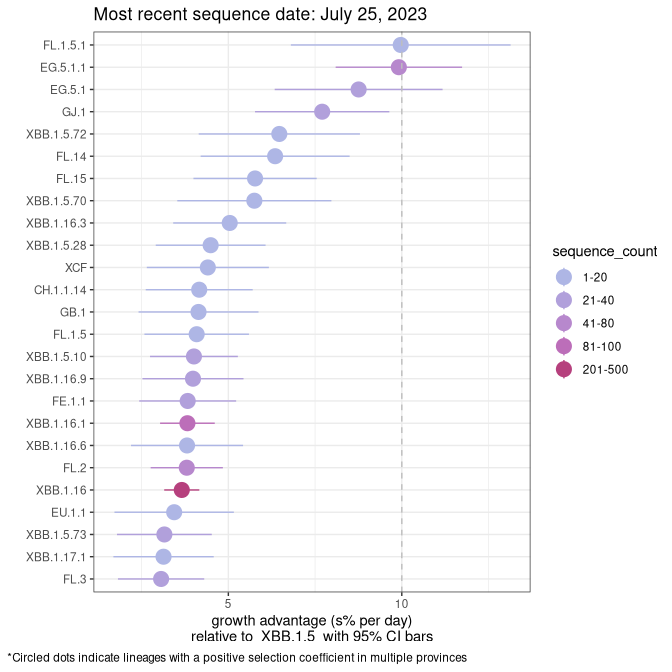 Most recent sequence date: July 25, 2023
FL.1.5.1
EG.5.1.1
EG.5.1
GJ.1
XBB.1.5.72
FL.14
FL.15
XBB.1.5.70
XBB.1.16.3
XBB.1.5.28
XCF
CH.1.1.14
GB.1
FL.1.5
XBB.1.5.10
XBB.1.16.9
FE.1.1
XBB.1.16.1
XBB.1.16.6
FL.2
XBB.1.16
EU.1.1
XBB.1.5.73
XBB.1.17.1
FL.3
5 10
growth advantage (s% per day)
relative to XBB.1.5 with 95% CI bars
sequence_count
1-20
21-40
41-80
81-100
201-500
*Circled dots indicate lineages with a positive selection coefficient in multiple provinces